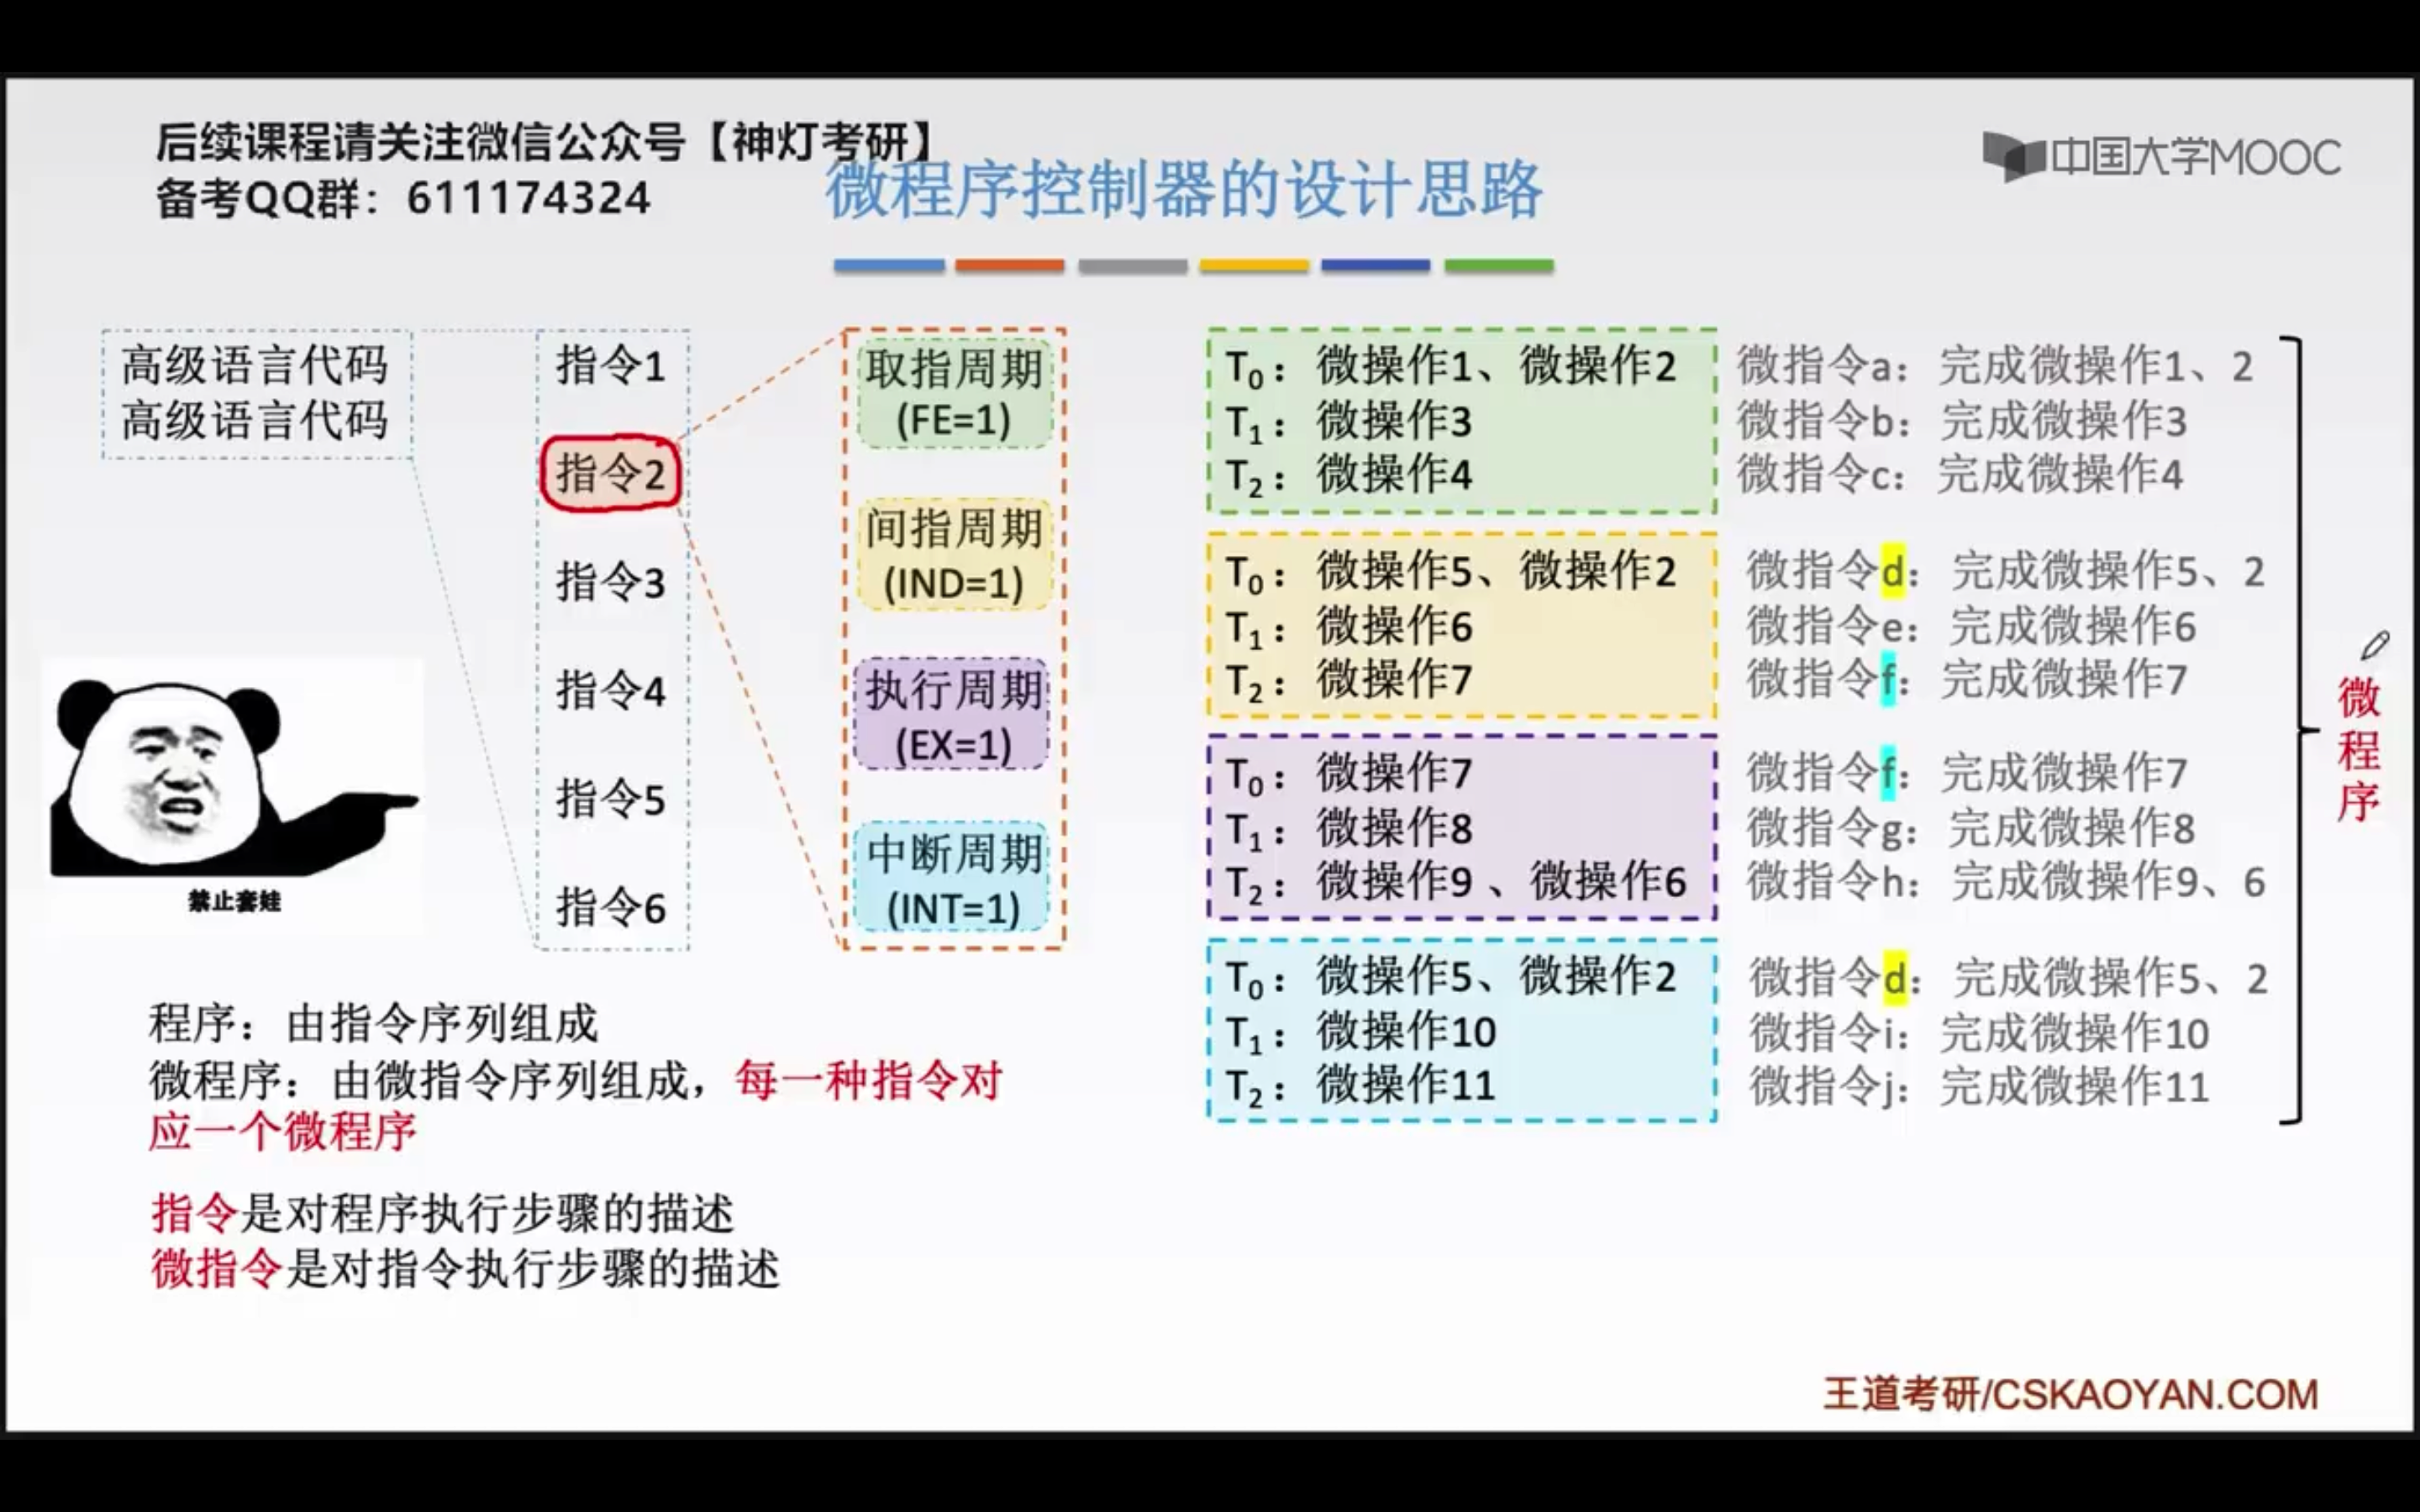 后续课程请关注微信公众号【神灯考研】
备考QQ群：611174324
微程序控制器的设计思路
中国大学MOOC
高级语言代码
高级语言代码
指令1
指令2
指令3
指令4
指令5
指令6
取指周期
(FE=1)
间指周期
(IND=1)
执行周期
(EX=1)
中断周期
(INT=1)
T₀：微操作1、微操作2
T₁：微操作3
T₂：微操作4
T₀：微操作5、微操作2
T₁：微操作6
T₂：微操作7
T₀：微操作7
T₁：微操作8
T₂：微操作9 、微操作6
T₀：微操作5、微操作2
T₁：微操作10
T₂：微操作11
微指令a：完成微操作1、2
微指令b：完成微操作3
微指令c：完成微操作4
微指令d：完成微操作5、2
微指令e：完成微操作6
微指令f：完成微操作7
微指令f：完成微操作7
微指令g：完成微操作8
微指令h：完成微操作9、6
微指令d：完成微操作5、2
微指令i：完成微操作10
微指令j：完成微操作11
微程序
禁止套娃
程序：由指令序列组成
微程序：由微指令序列组成，每一种指令对
应一个微程序
指令是对程序执行步骤的描述
微指令是对指令执行步骤的描述
王道考研/CSKAOYAN.COM